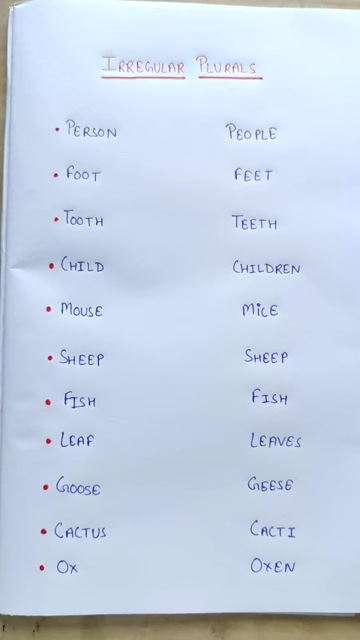 IRREGULAR PLURALS
• PERSON PEOPLE
• FOOT FEET
• TOOTH TEETH
• CHILD CHILDREN
• MOUSE MICE
• SHEEP SHEEP
• FISH FISH
• LEAF LEAVES
• GOOSE GEESE
• CACTUS CACTI
• OX OXEN